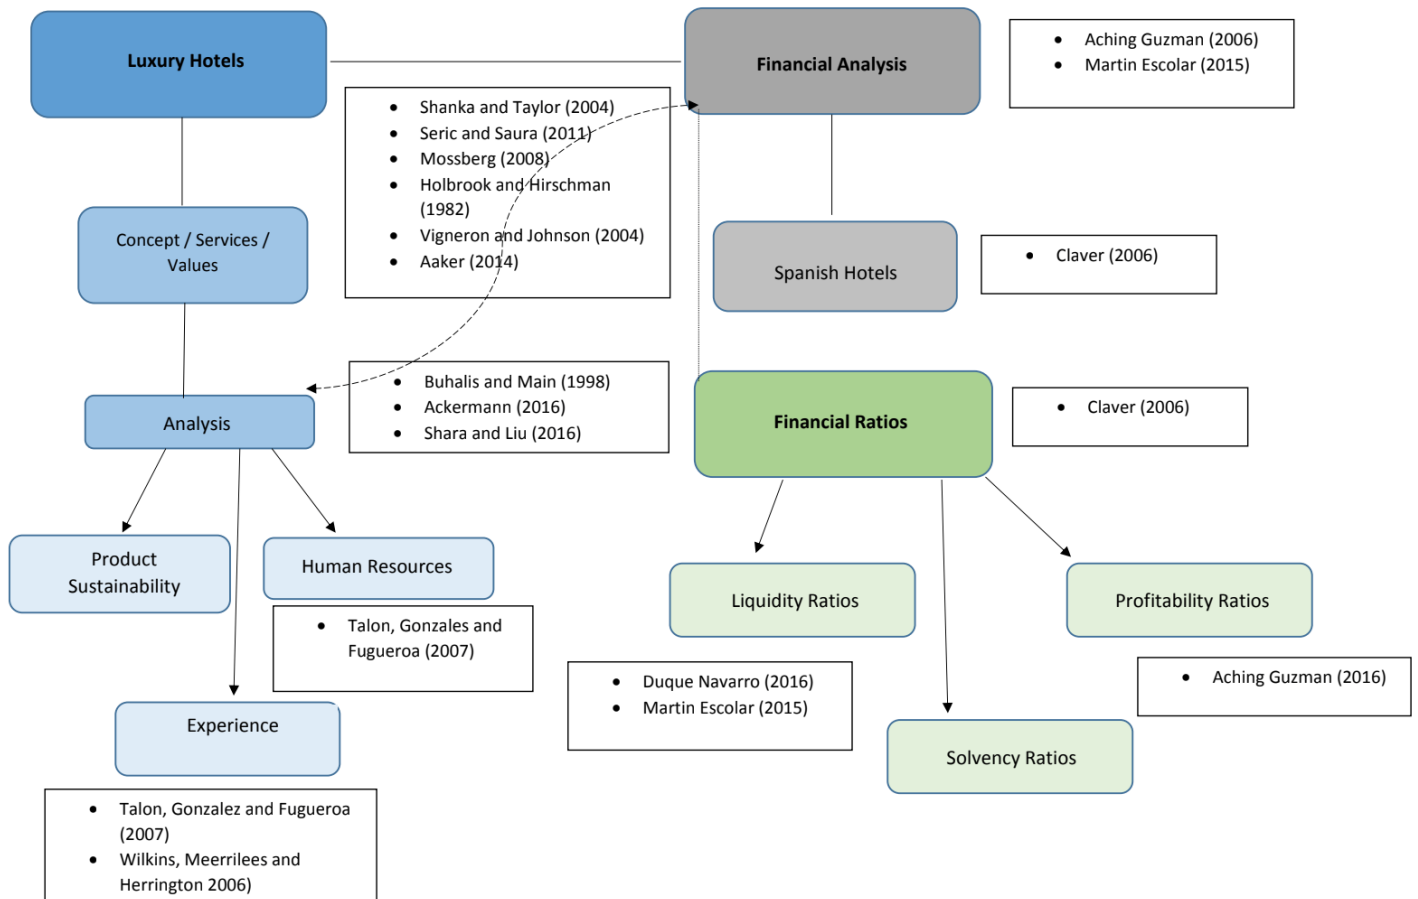 Luxury Hotels
Financial Analysis
• Aching Guzman (2006)
• Martin Escolar (2015)
• Shanka and Taylor (2004)
• Seric and Saura (2011)
• Mossberg (2008)
• Holbrook and Hirschman
(1982)
• Vigneron and Johnson (2004)
• Aaker (2014)
Concept / Services /
Values
Spanish Hotels
• Claver (2006)
• Buhalis and Main (1998)
• Ackermann (2016)
• Shara and Liu (2016)
Analysis
Financial Ratios
• Claver (2006)
Product
Sustainability
Human Resources
• Talon, Gonzales and
Fugueroa (2007)
Liquidity Ratios
Profitability Ratios
• Duque Navarro (2016)
• Martin Escolar (2015)
• Aching Guzman (2016)
Experience
Solvency Ratios
• Talon, Gonzalez and Fugueroa
(2007)
• Wilkins, Meerrilees and
Herrington 2006)